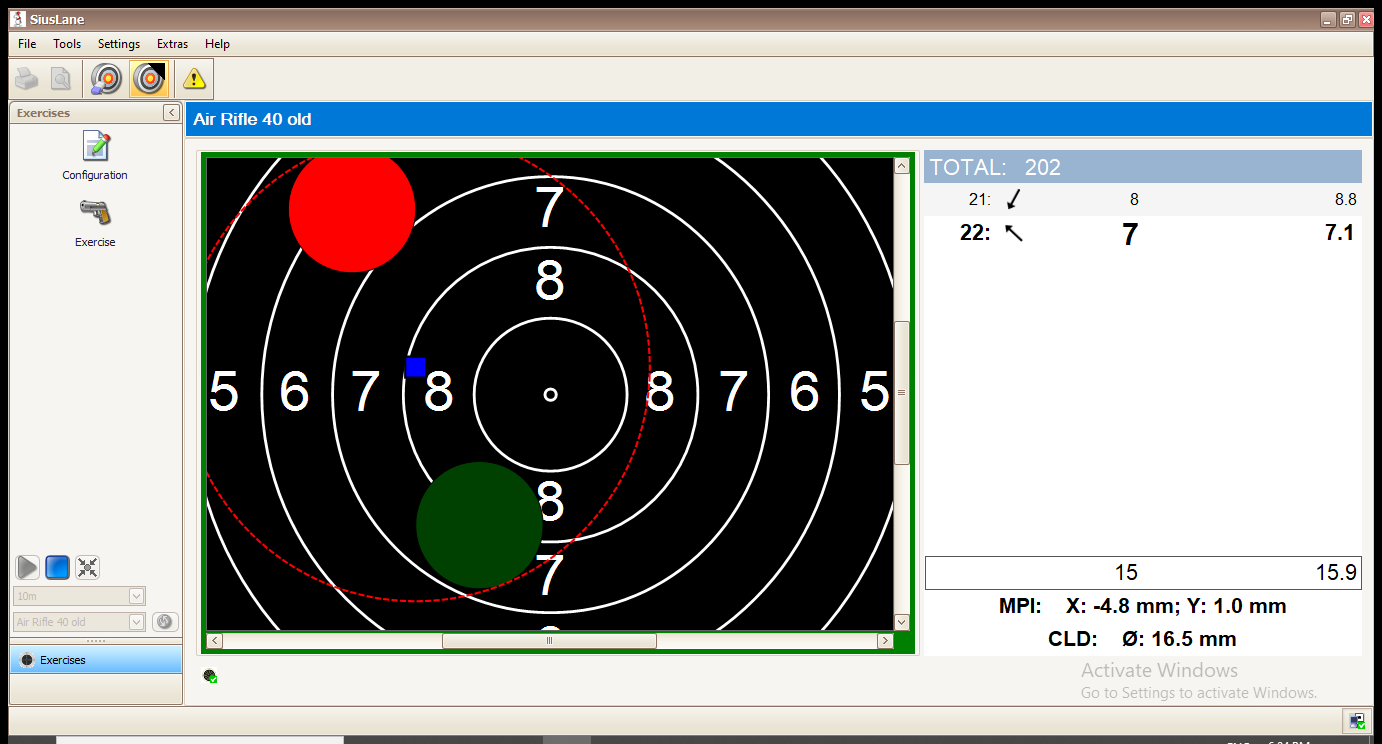 SiusLane
File Tools Settings Extras Help
Exercises
Configuration
Exercise
10m
Air Rifle 40 old
Exercises
Air Rifle 40 old
7
8
5 6 7 8 8 7 6 5
8
7
TOTAL: 202
21: 8 8.8
22: 7 7.1
15 15.9
MPI: X: -4.8 mm; Y: 1.0 mm
CLD: Ø: 16.5 mm
Activate Windows
Go to Settings to activate Windows.